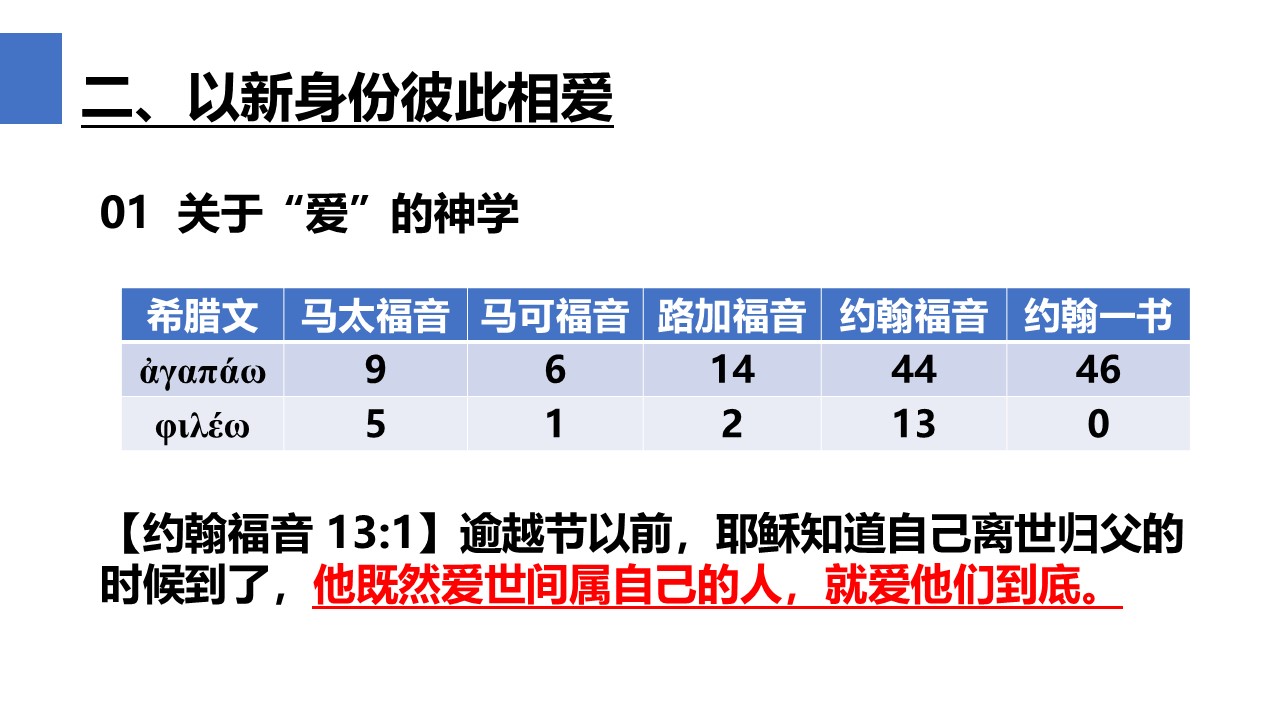 二、以新身份彼此相爱
01 关于“爱”的神学
希腊文 马太福音 马可福音 路加福音 约翰福音 约翰一书
ἀγαπάω 9 6 14 44 46
φιλέω 5 1 2 13 0
【约翰福音 13:1】逾越节以前，耶稣知道自己离世归父的
时候到了，他既然爱世间属自己的人，就爱他们到底。